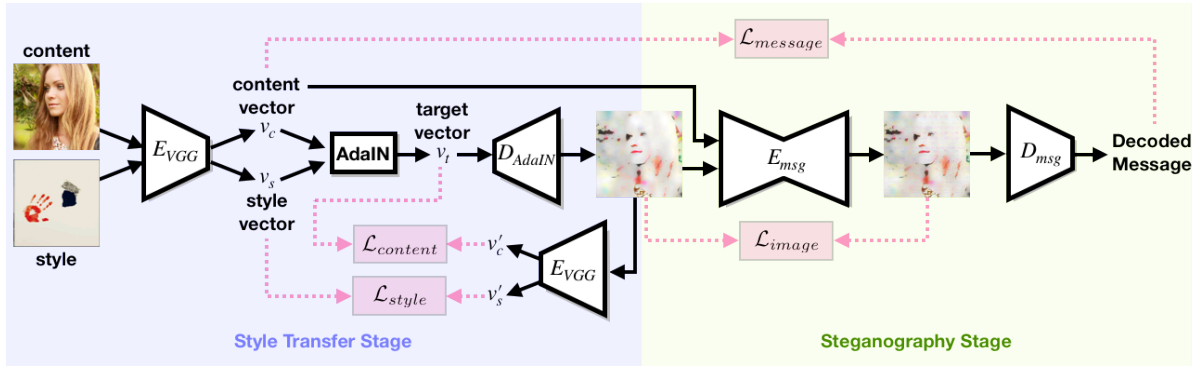 content
style
E_VGG
content
vector
v_c
v_s
style
vector
AdaIN
target
vector
v_t
D_AdaIN
L_content
L_style
v'_c
v'_s
E_VGG
Style Transfer Stage
L_message
E_msg
L_image
D_msg
Decoded
Message
Steganography Stage